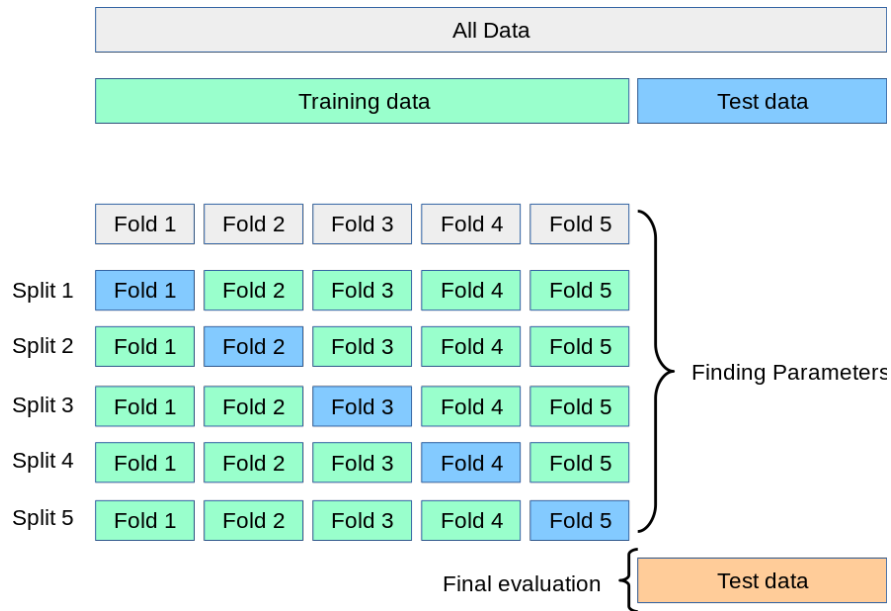 All Data
Training data Test data
Fold 1 Fold 2 Fold 3 Fold 4 Fold 5
Split 1 Fold 1 Fold 2 Fold 3 Fold 4 Fold 5
Split 2 Fold 1 Fold 2 Fold 3 Fold 4 Fold 5
Finding Parameters
Split 3 Fold 1 Fold 2 Fold 3 Fold 4 Fold 5
Split 4 Fold 1 Fold 2 Fold 3 Fold 4 Fold 5
Split 5 Fold 1 Fold 2 Fold 3 Fold 4 Fold 5
Final evaluation Test data